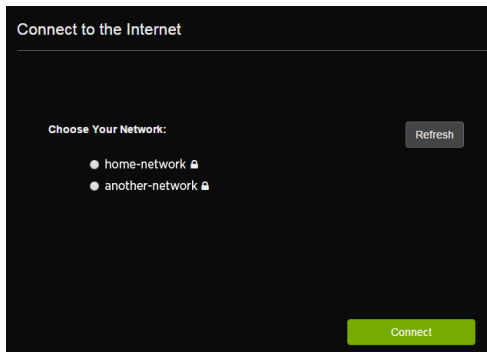 Connect to the Internet
Choose Your Network:
Refresh
home-network
another-network
Connect